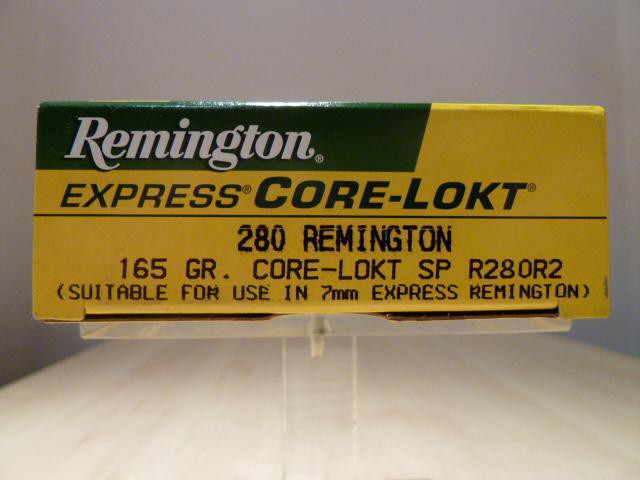 Remington®
EXPRESS® CORE-LOKT®
280 REMINGTON
165 GR. CORE-LOKT SP R280R2
(SUITABLE FOR USE IN 7mm EXPRESS REMINGTON)